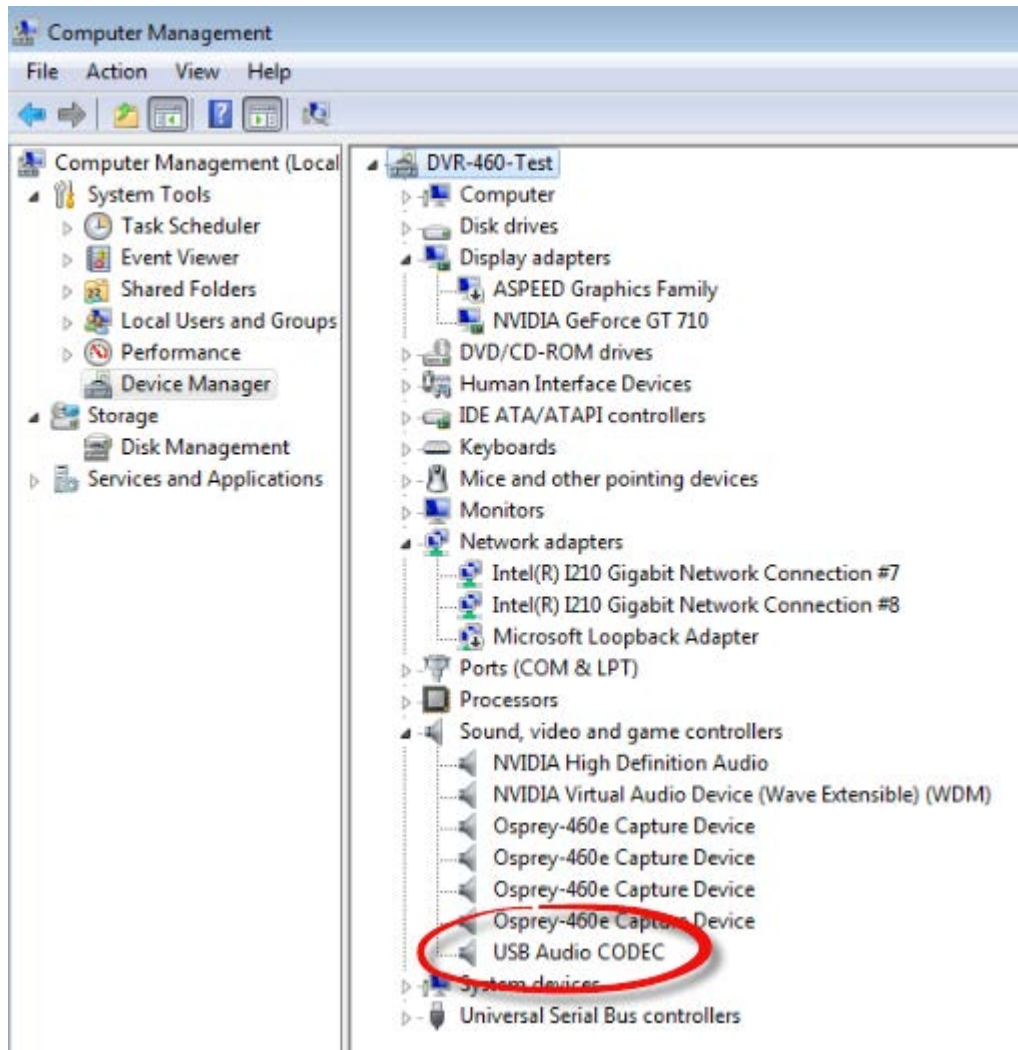 Computer Management
File Action View Help
Computer Management (Local
System Tools
Task Scheduler
Event Viewer
Shared Folders
Local Users and Groups
Performance
Device Manager
Storage
Disk Management
Services and Applications
DVR-460-Test
Computer
Disk drives
Display adapters
ASPEED Graphics Family
NVIDIA GeForce GT 710
DVD/CD-ROM drives
Human Interface Devices
IDE ATA/ATAPI controllers
Keyboards
Mice and other pointing devices
Monitors
Network adapters
Intel(R) I210 Gigabit Network Connection #7
Intel(R) I210 Gigabit Network Connection #8
Microsoft Loopback Adapter
Ports (COM & LPT)
Processors
Sound, video and game controllers
NVIDIA High Definition Audio
NVIDIA Virtual Audio Device (Wave Extensible) (WDM)
Osprey-460e Capture Device
Osprey-460e Capture Device
Osprey-460e Capture Device
Osprey-460e Capture Device
USB Audio CODEC
System devices
Universal Serial Bus controllers